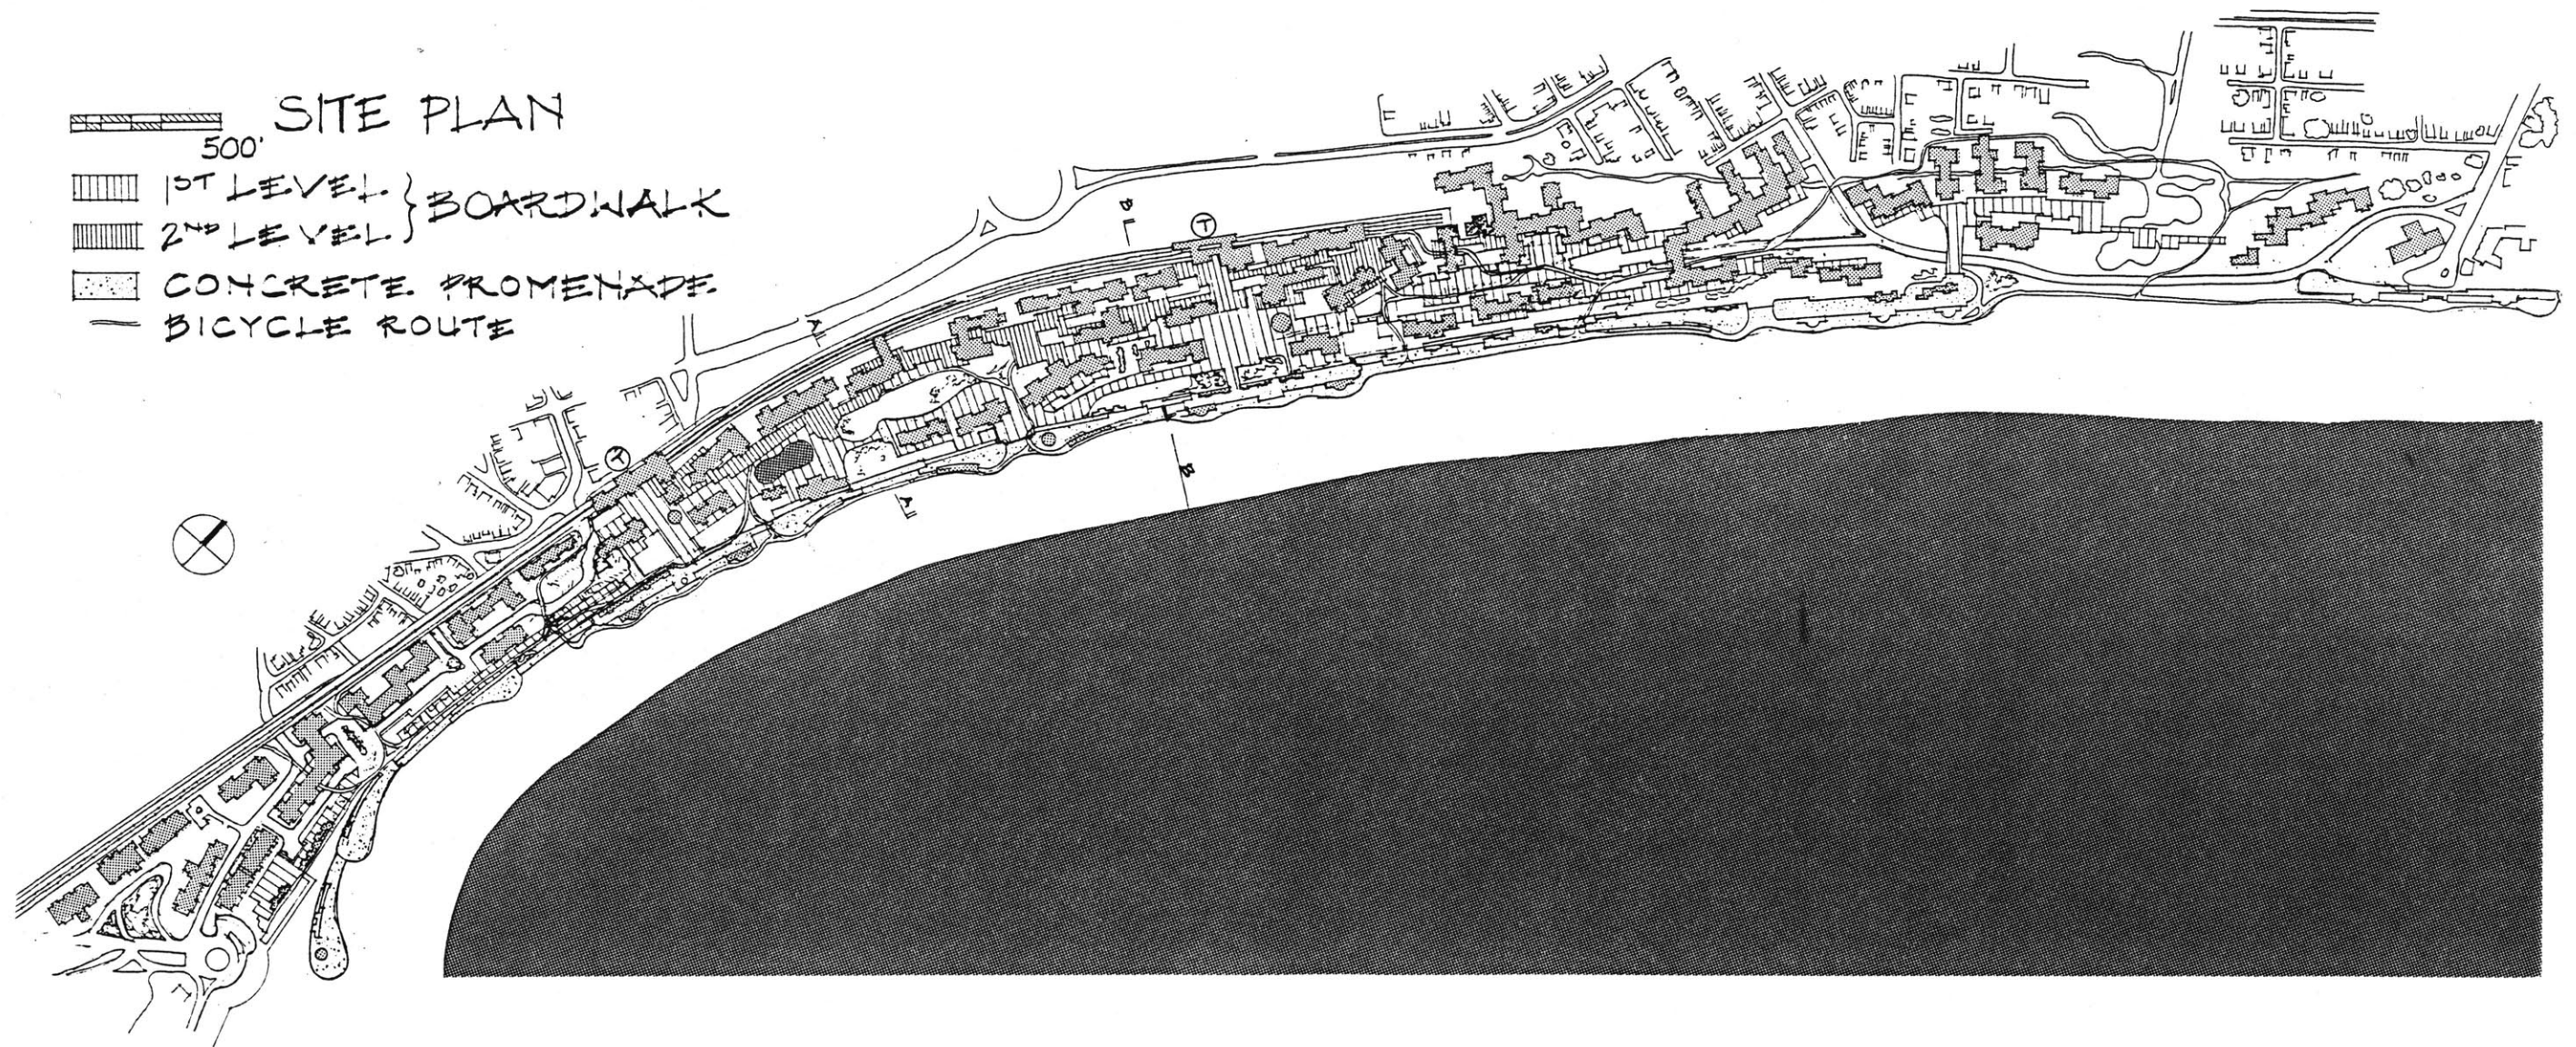 SITE PLAN
500'
1ST LEVEL
2ND LEVEL
BOARDWALK
CONCRETE PROMENADE
BICYCLE ROUTE
B
T
A
T
B
A